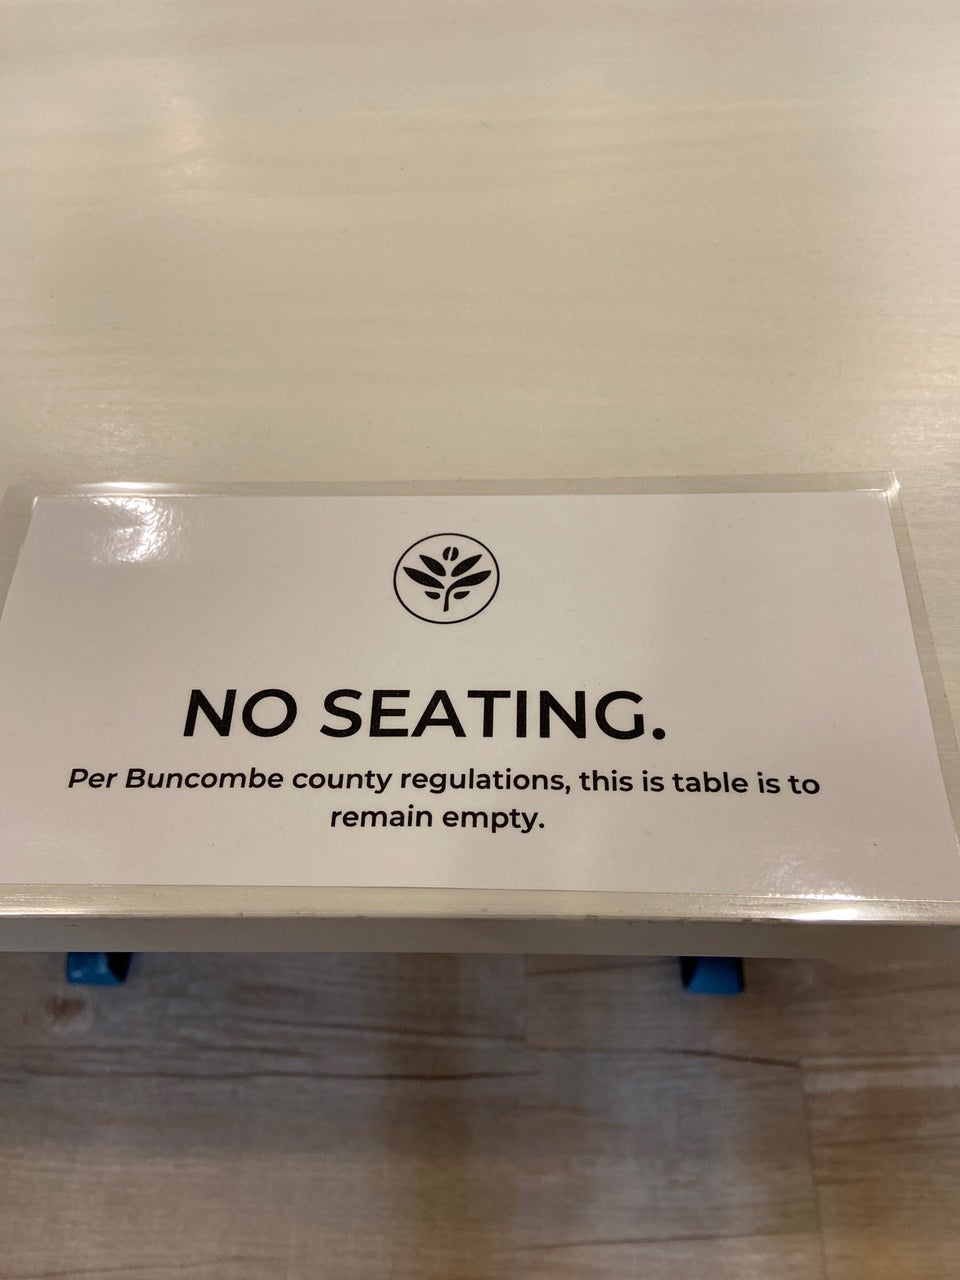 NO SEATING.
Per Buncombe county regulations, this is table is to
remain empty.